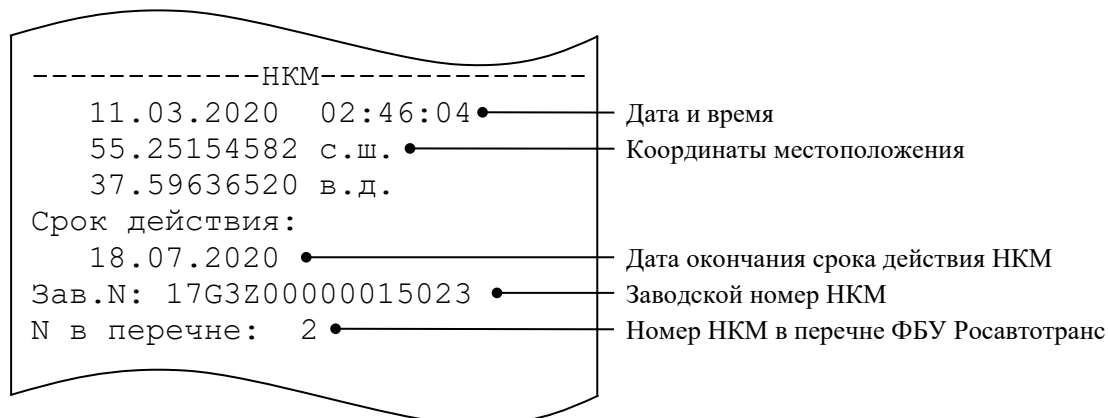 ------------НКМ--------------
11.03.2020 02:46:04
Дата и время
55.25154582 с.ш.
Координаты местоположения
37.59636520 в.д.
Срок действия:
18.07.2020
Дата окончания срока действия НКМ
Зав.N: 17G3Z00000015023
Заводской номер НКМ
N в перечне: 2
Номер НКМ в перечне ФБУ Росавтотранс